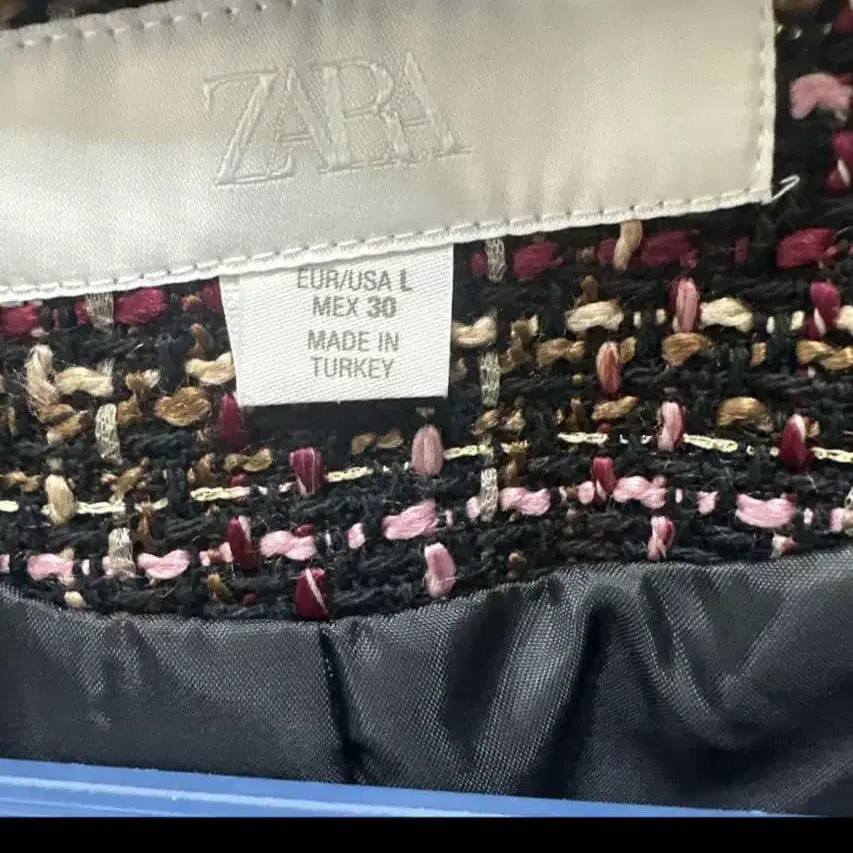 ZARA
EUR/USA L
MEX 30
MADE IN
TURKEY